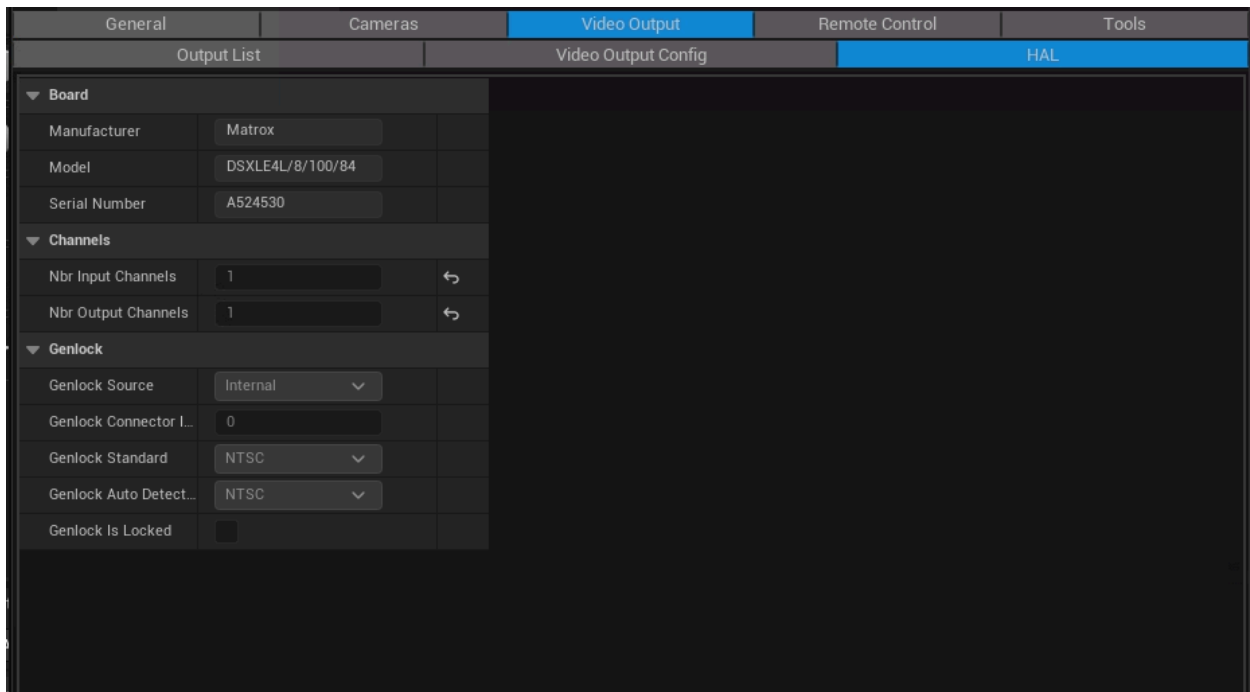 General Cameras Video Output Remote Control Tools
Output List Video Output Config HAL
Board
Manufacturer Matrox
Model DSXLE4L/8/100/84
Serial Number A524530
Channels
Nbr Input Channels 1
Nbr Output Channels 1
Genlock
Genlock Source Internal
Genlock Connector I...
0
Genlock Standard NTSC
Genlock Auto Detect... NTSC
Genlock Is Locked